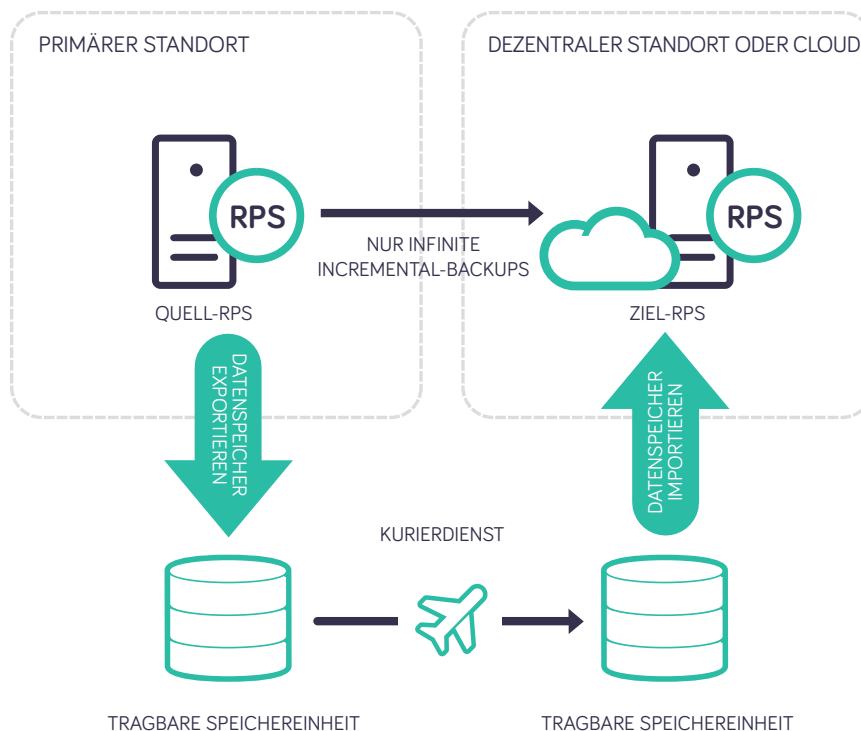 PRIMÄRER STANDORT
DEZENTRALER STANDORT ODER CLOUD
RPS
RPS
NUR INFINITE
INCREMENTAL-BACKUPS
QUELL-RPS
ZIEL-RPS
DATENSPEICHER
EXPORTIEREN
DATENSPEICHER
IMPORTIEREN
KURIERDIENST
TRAGBARE SPEICHEREINHEIT
TRAGBARE SPEICHEREINHEIT